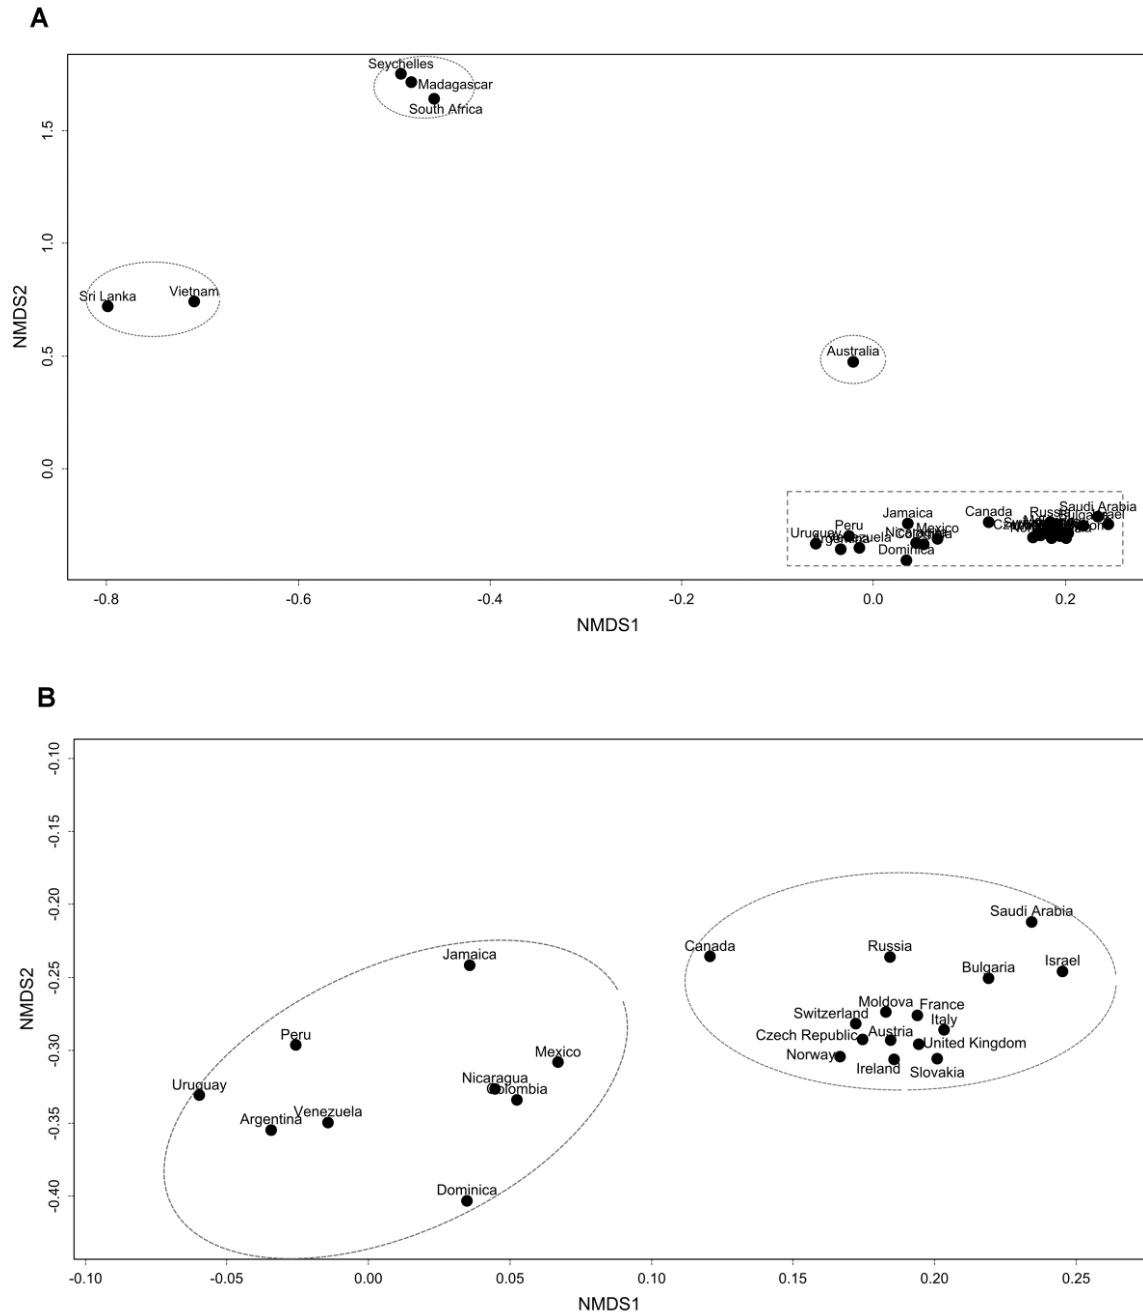 A
Seychelles
Madagascar
South Africa
1.5
1.0
Sri Lanka
Vietnam
NMDS2
0.5
Australia
0.0
Saudi Arabia
Jamaica
Canada
Russia
Peru
Mexico
Uruguay
Dominica
-0.8
-0.6
-0.4
-0.2
0.0
0.2
NMDS1
B
-0.10
-0.15
-0.20
Saudi Arabia
Jamaica
Canada
Russia
Israel
-0.25
Bulgaria
NMDS2
Moldova
France
Switzerland
Italy
Peru
Czech Republic
Austria
United Kingdom
-0.30
Mexico
Norway
Ireland
Slovakia
Uruguay
Nicaragua
Colombia
-0.35
Argentina
Venezuela
Dominica
-0.40
-0.10
-0.05
0.00
0.05
0.10
0.15
0.20
0.25
NMDS1